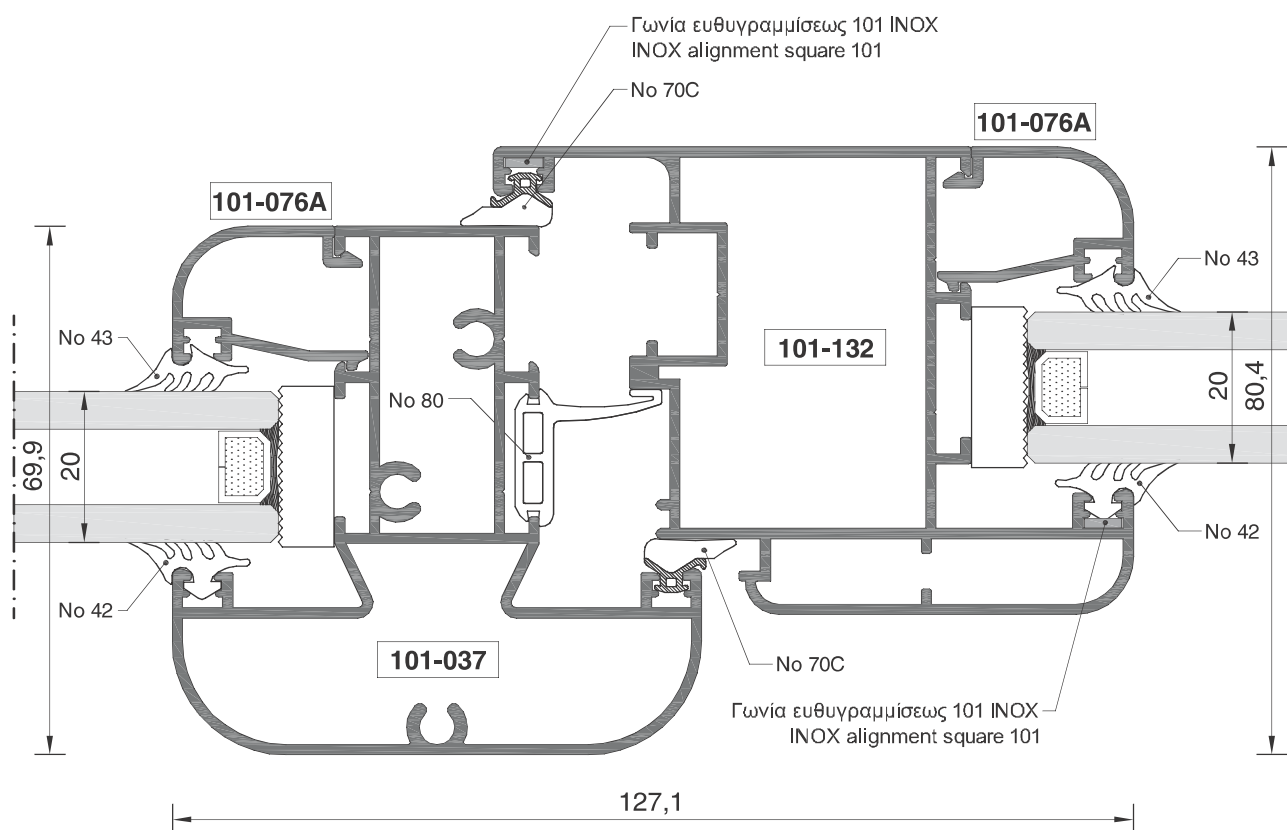 Γωνία ευθυγραμμίσεως 101 INOX
INOX alignment square 101
No 70C
101-076A
101-076A
No 43
No 43
101-132
No 80
20
80,4
69,9
20
No 42
No 42
101-037
No 70C
Γωνία ευθυγραμμίσεως 101 INOX
INOX alignment square 101
127,1